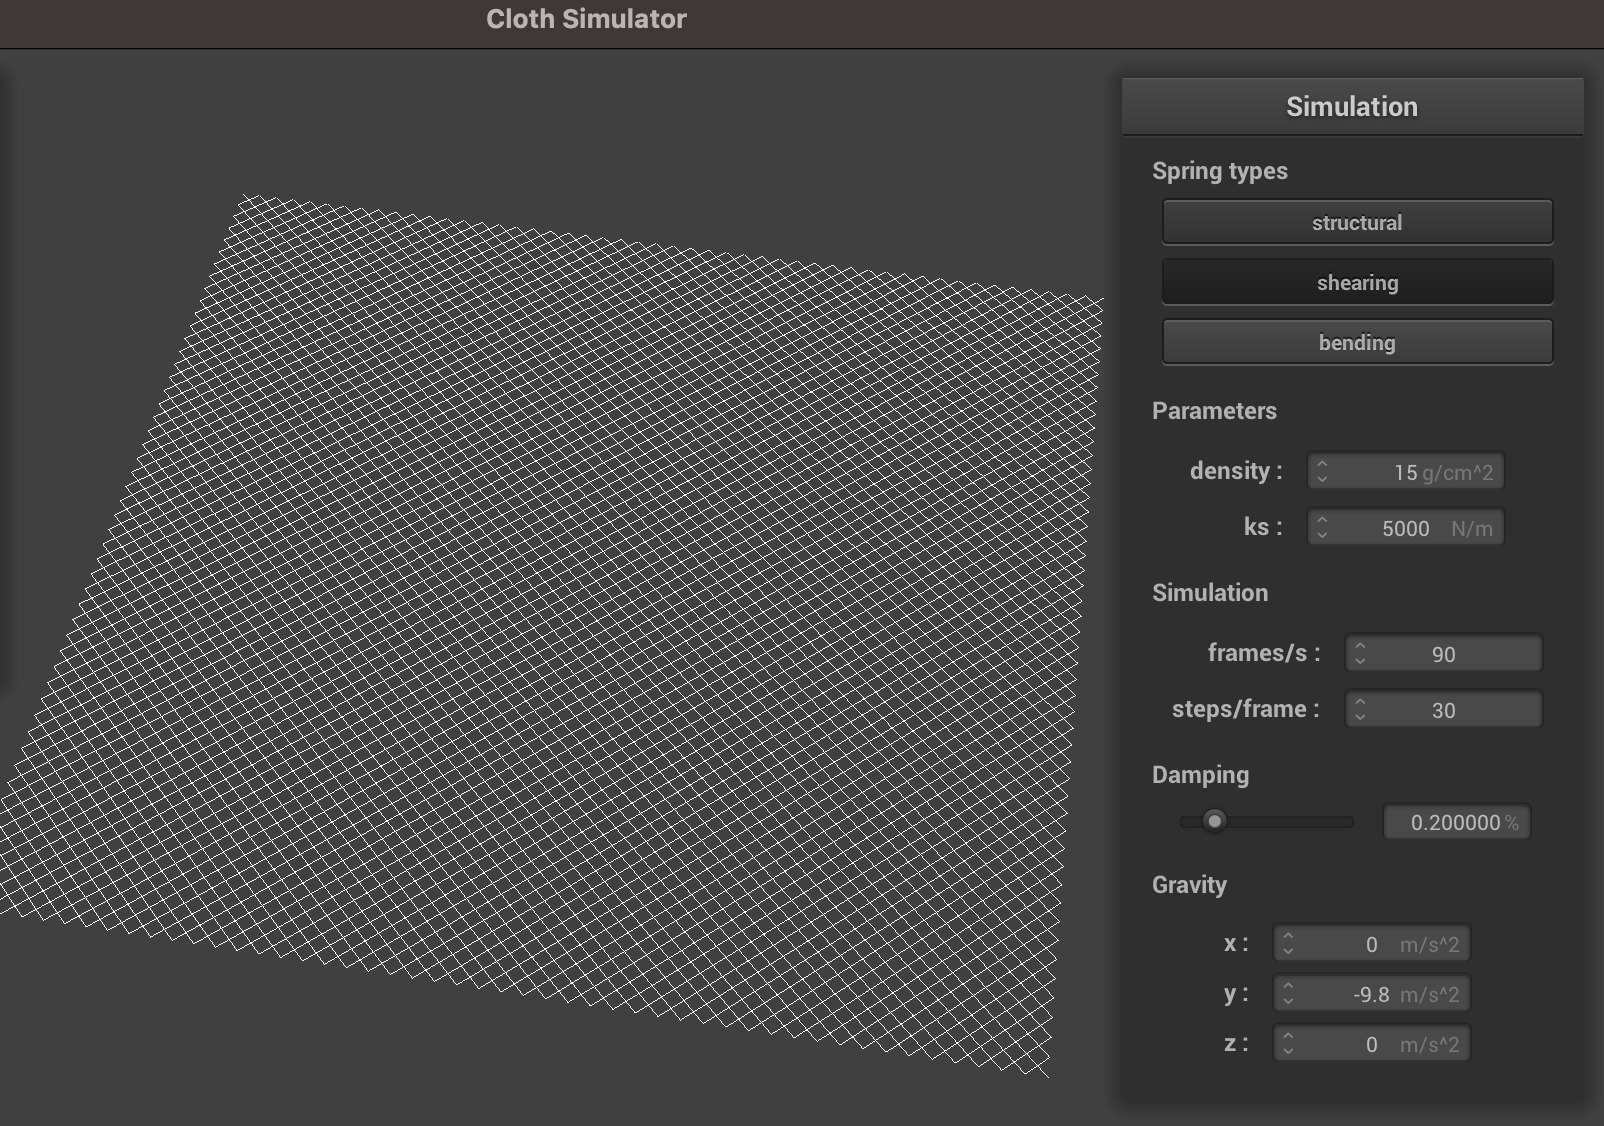 Cloth Simulator
Simulation
Spring types
structural
shearing
bending
Parameters
density : 15 g/cm^2
ks : 5000 N/m
Simulation
frames/s : 90
steps/frame : 30
Damping
0.200000 %
Gravity
x : 0 m/s^2
y : -9.8 m/s^2
z : 0 m/s^2